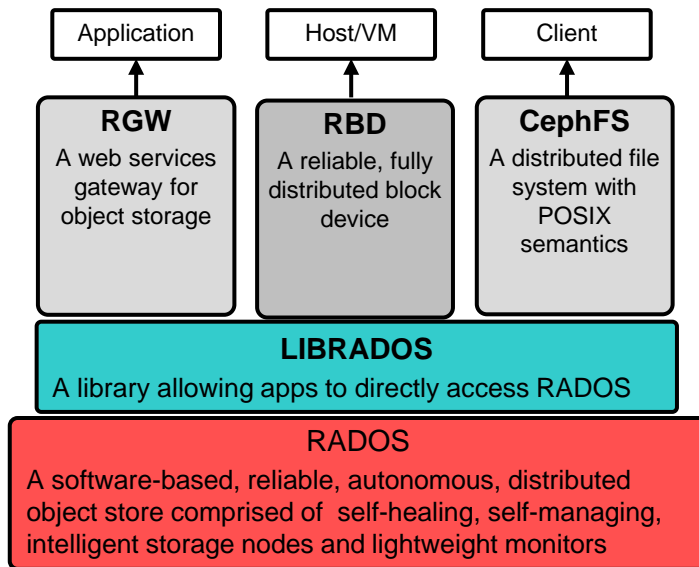 Application
Host/VM
Client
RGW
A web services
gateway for
object storage
RBD
A reliable, fully
distributed block
device
CephFS
A distributed file
system with
POSIX
semantics
LIBRADOS
A library allowing apps to directly access RADOS
RADOS
A software-based, reliable, autonomous, distributed
object store comprised of  self-healing, self-managing,
intelligent storage nodes and lightweight monitors